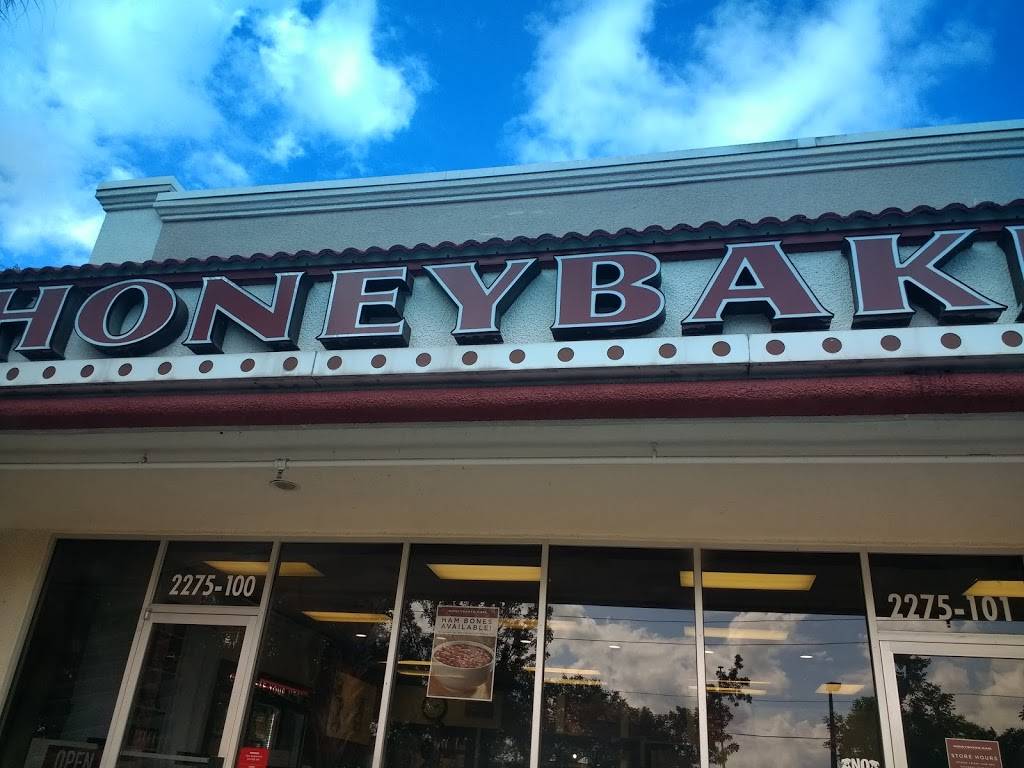 HONEYBAK
2275-100
2275-101
HAM BONES
AVAILABLE!
OPEN
STORE HOURS